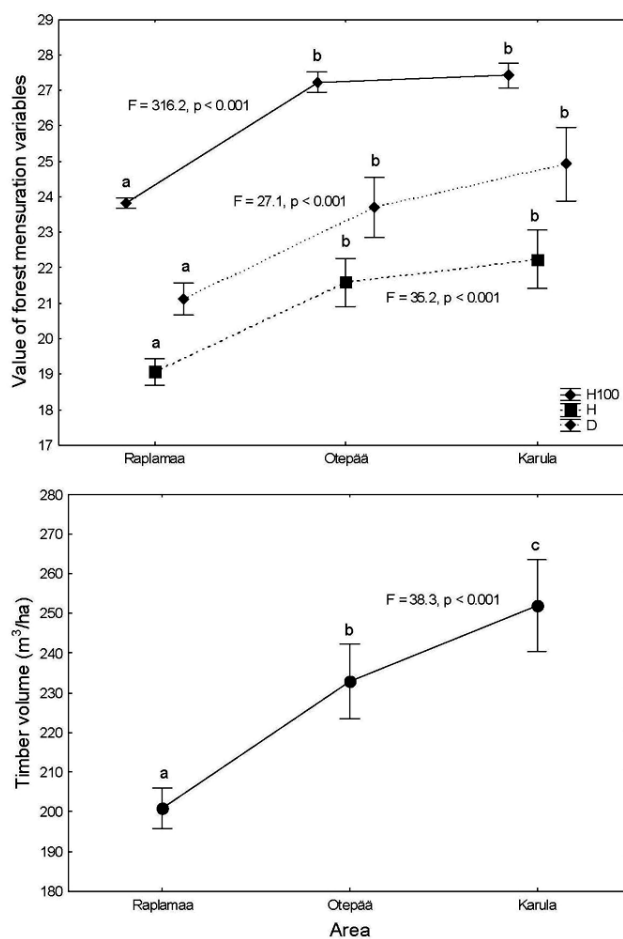 29
28
27
26
25
24
23
22
21
20
19
18
17
Value of forest mensuration variables
b
b
F = 316.2, p < 0.001
a
b
b
F = 27.1, p < 0.001
a
b
b
F = 35.2, p < 0.001
a
H100
H
D
Raplamaa Otepää Karula
280
270
260
250
240
230
220
210
200
190
180
Timber volume (m³/ha)
c
F = 38.3, p < 0.001
b
a
Raplamaa Otepää Karula
Area